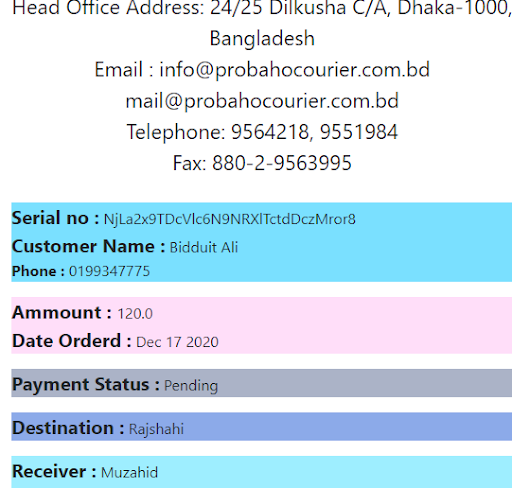 Head Office Address: 24/25 Dilkusha C/A, Dhaka-1000,
Bangladesh
Email : info@probahocourier.com.bd
mail@probahocourier.com.bd
Telephone: 9564218, 9551984
Fax: 880-2-9563995
Serial no : NjLa2x9TDcVlc6N9NRXlTctdDczMror8
Customer Name : Bidduit Ali
Phone : 0199347775
Ammount : 120.0
Date Orderd : Dec 17 2020
Payment Status : Pending
Destination : Rajshahi
Receiver : Muzahid